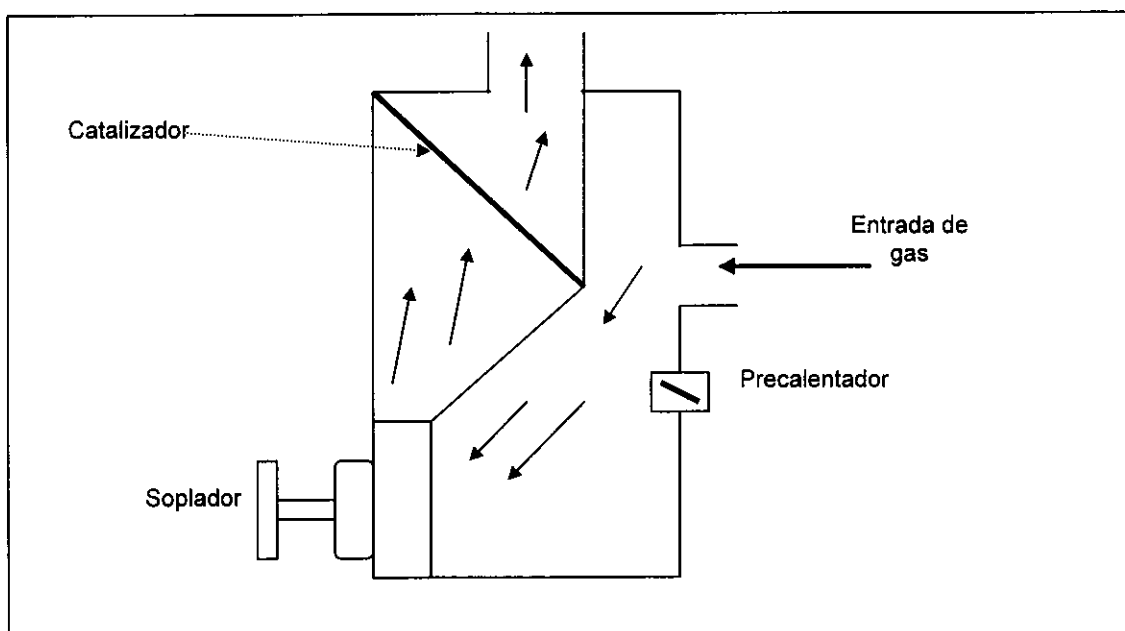 Catalizador
Entrada de
gas
Precalentador
Soplador